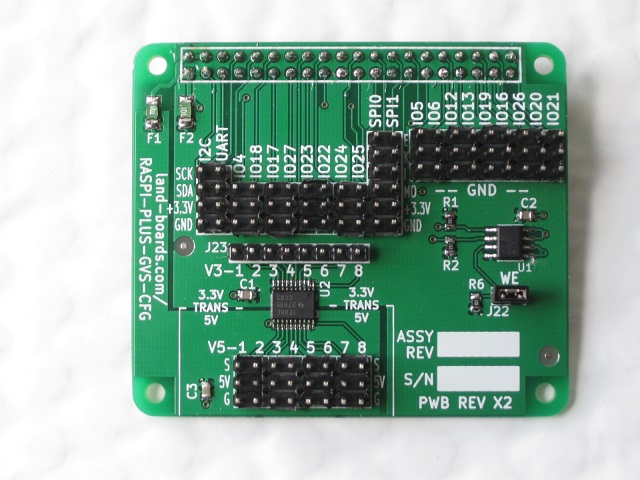 F1
F2
I2C
UART
IO4
IO18
IO17
IO27
IO23
IO22
IO24
IO25
SPI0
SPI1
IO5
IO6
IO12
IO13
IO19
IO16
IO26
IO20
IO21
SCK
SDA
+3.3V
GND
+3.3V
GND
-- GND --
land-boards.com/
RASPI-PLUS-GVS-CFG
R1
C2
R2
U1
J23
V3-1 2 3 4 5 6 7 8
R6
WE
J22
C1
U2
3.3V
TRANS
5V
3.3V
TRANS
5V
V5-1 2 3 4 5 6 7 8
S
5V
G
S
5V
G
C3
ASSY
REV
S/N
PWB REV X2